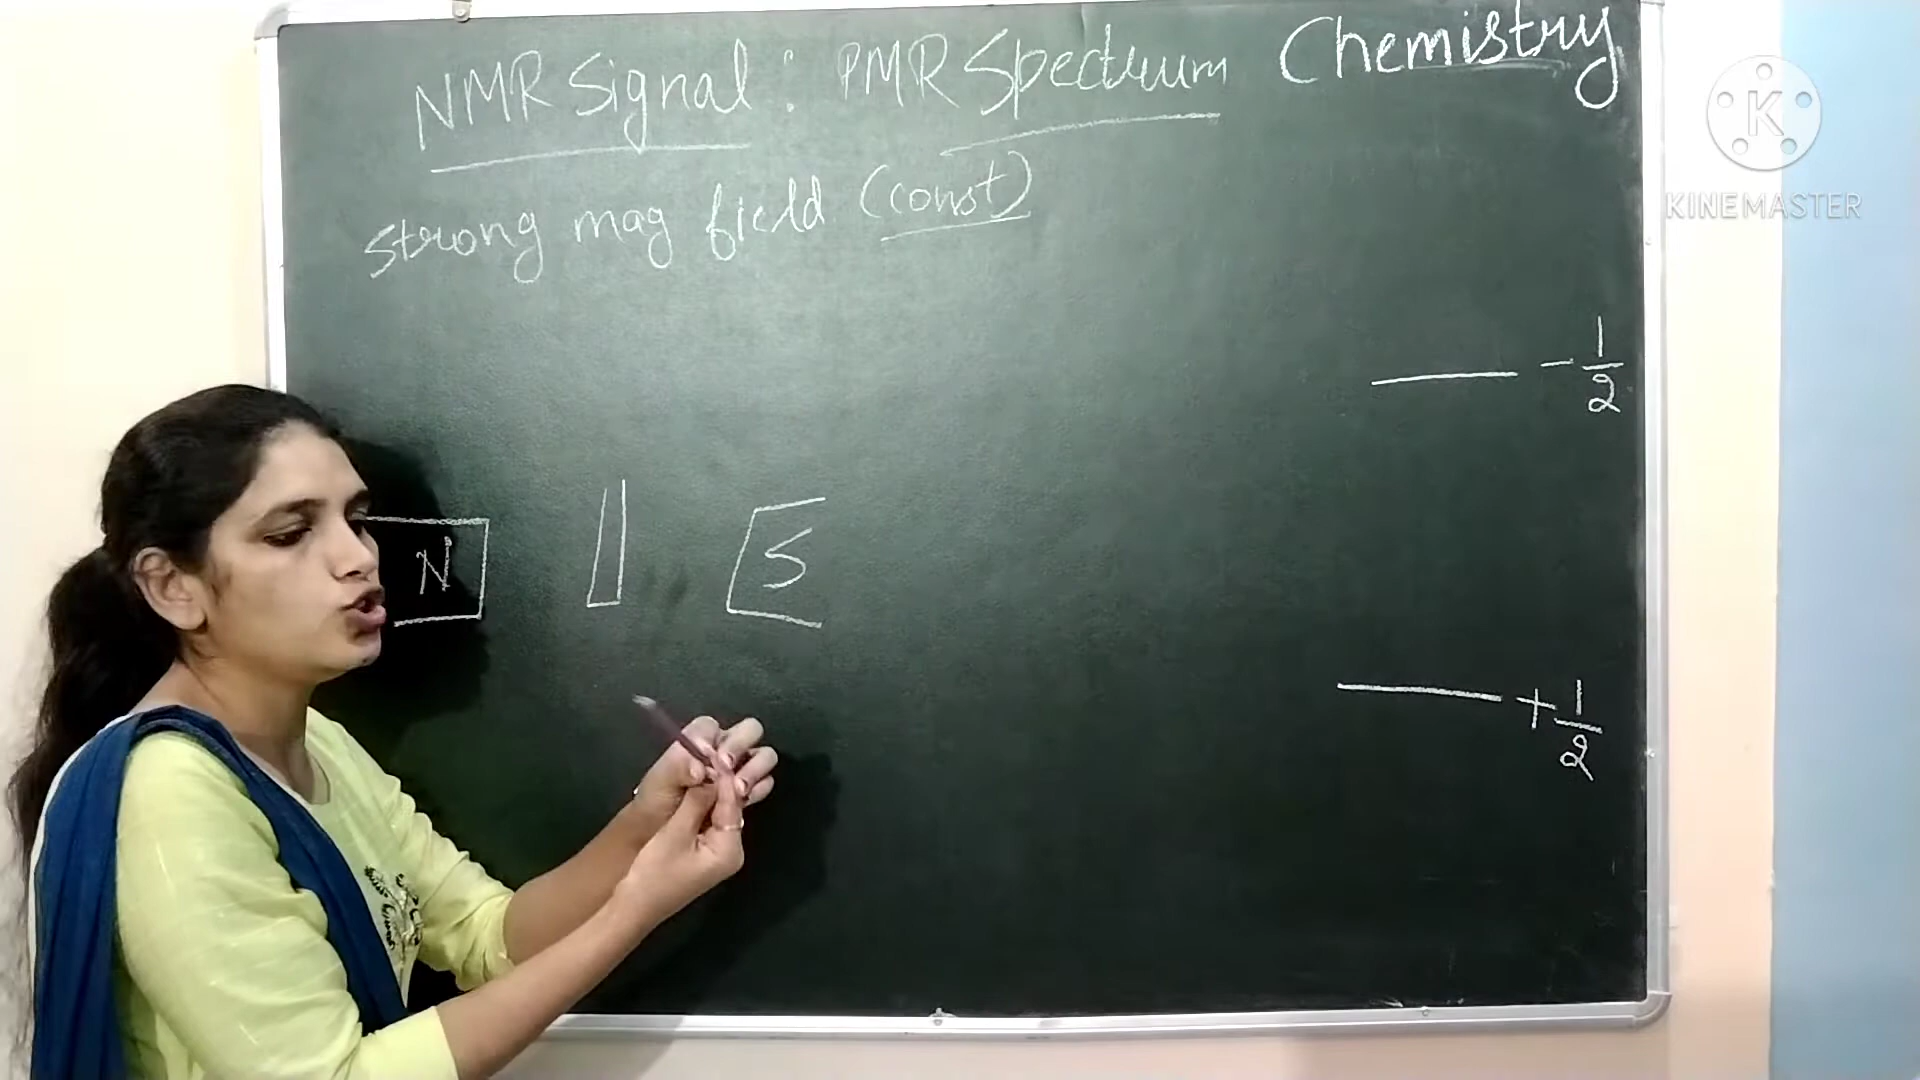 NMR Signal : PMR Spectrum Chemistry
strong mag field (const)
- 1/2
N S
+ 1/2
K
KINEMASTER